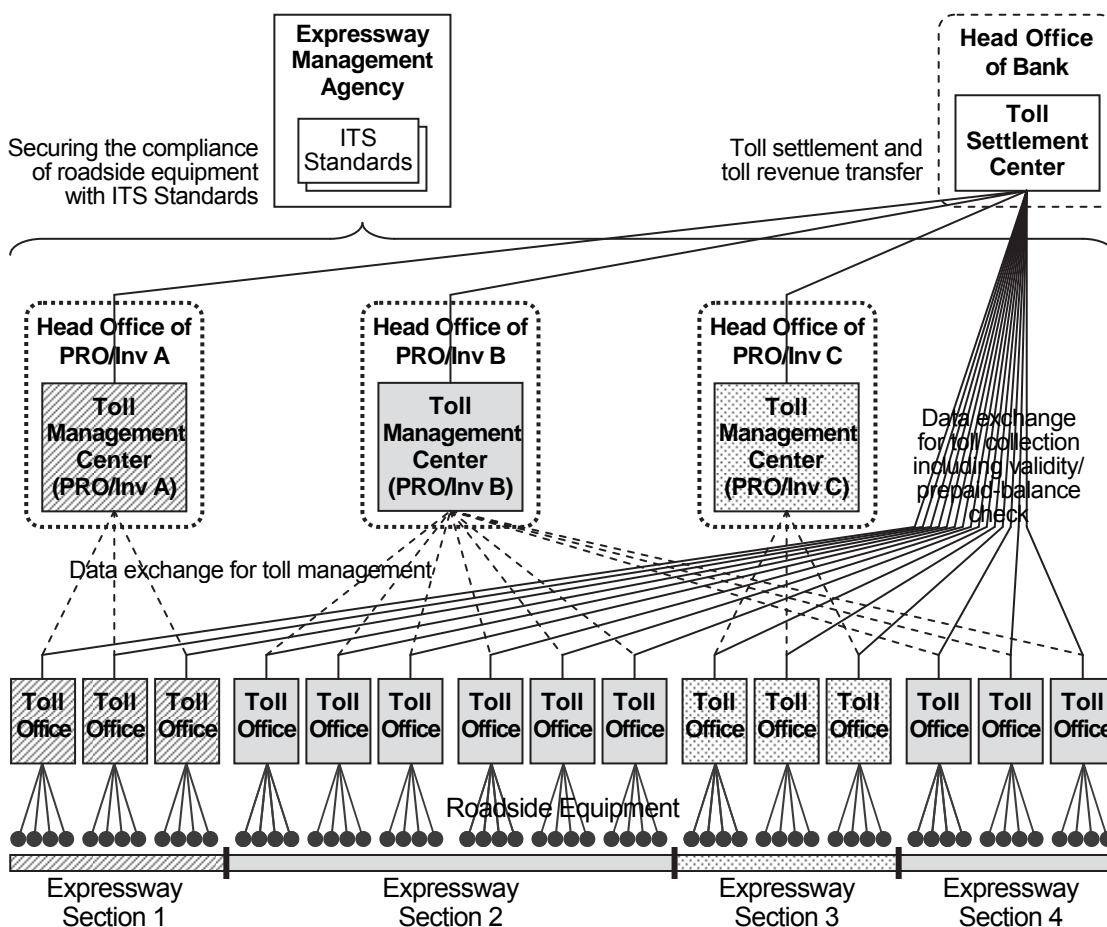 Expressway
Management
Agency
ITS
Standards
Head Office
of Bank
Toll
Settlement
Center
Securing the compliance
of roadside equipment
with ITS Standards
Toll settlement and
toll revenue transfer
Head Office of
PRO/Inv A
Toll
Management
Center
(PRO/Inv A)
Head Office of
PRO/Inv B
Toll
Management
Center
(PRO/Inv B)
Head Office of
PRO/Inv C
Toll
Management
Center
(PRO/Inv C)
Data exchange
for toll collection
including validity/
prepaid-balance
check
Data exchange for toll management
Toll
Office
Toll
Office
Toll
Office
Toll
Office
Toll
Office
Toll
Office
Toll
Office
Toll
Office
Toll
Office
Toll
Office
Toll
Office
Toll
Office
Toll
Office
Toll
Office
Toll
Office
Roadside Equipment
Expressway
Section 1
Expressway
Section 2
Expressway
Section 3
Expressway
Section 4